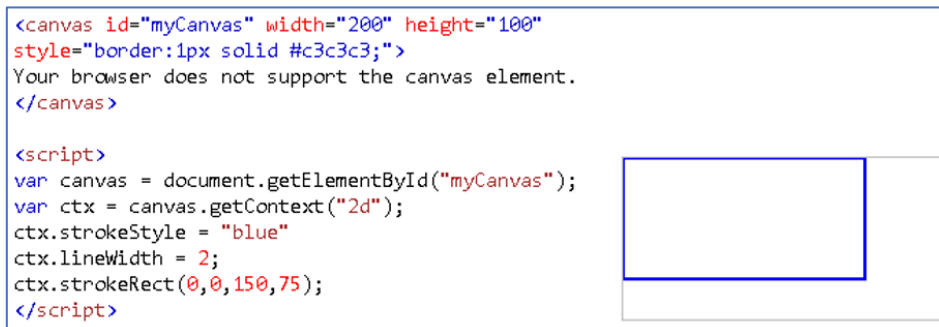 <canvas id="myCanvas" width="200" height="100"
style="border:1px solid #c3c3c3;">
Your browser does not support the canvas element.
</canvas>
<script>
var canvas = document.getElementById("myCanvas");
var ctx = canvas.getContext("2d");
ctx.strokeStyle = "blue"
ctx.lineWidth = 2;
ctx.strokeRect(0,0,150,75);
</script>